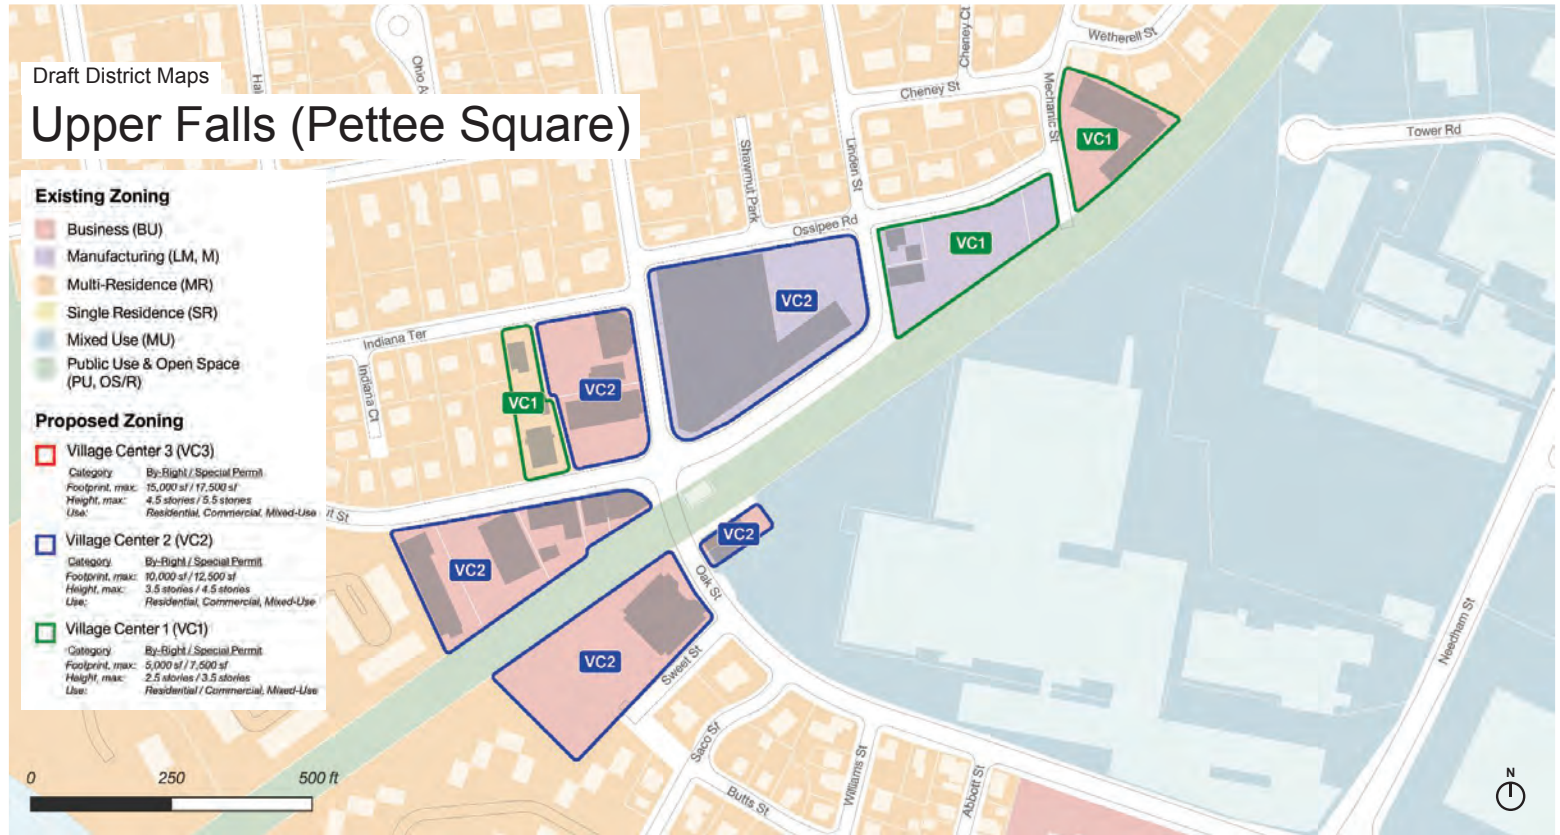 Draft District Maps
Upper Falls (Pettee Square)
Existing Zoning
Business (BU)
Manufacturing (LM, M)
Multi-Residence (MR)
Single Residence (SR)
Mixed Use (MU)
Public Use & Open Space
(PU, OS/R)
Proposed Zoning
Village Center 3 (VC3)
Category By-Right / Special Permit
Footprint, max: 15,000 sf / 17,500 sf
Height, max: 4.5 stories / 5.5 stories
Use: Residential, Commercial, Mixed-Use
Village Center 2 (VC2)
Category By-Right / Special Permit
Footprint, max: 10,000 sf / 12,500 sf
Height, max: 3.5 stories / 4.5 stories
Use: Residential, Commercial, Mixed-Use
Village Center 1 (VC1)
Category By-Right / Special Permit
Footprint, max: 5,000 sf / 7,500 sf
Height, max: 2.5 stories / 3.5 stories
Use: Residential / Commercial, Mixed-Use
0 250 500 ft
Ohio A
Cheney Ct
Wetherell St
Cheney St
Mechanic St
Tower Rd
Shawmut Park
Linden St
Ossipee Rd
Indiana Ter
Indiana Ct
St
Oak St
Sweet St
Saco St
Butts St
Williams St
Abbott St
Needham St
VC1
VC1
VC2
VC2
VC1
VC2
VC2
VC2
N